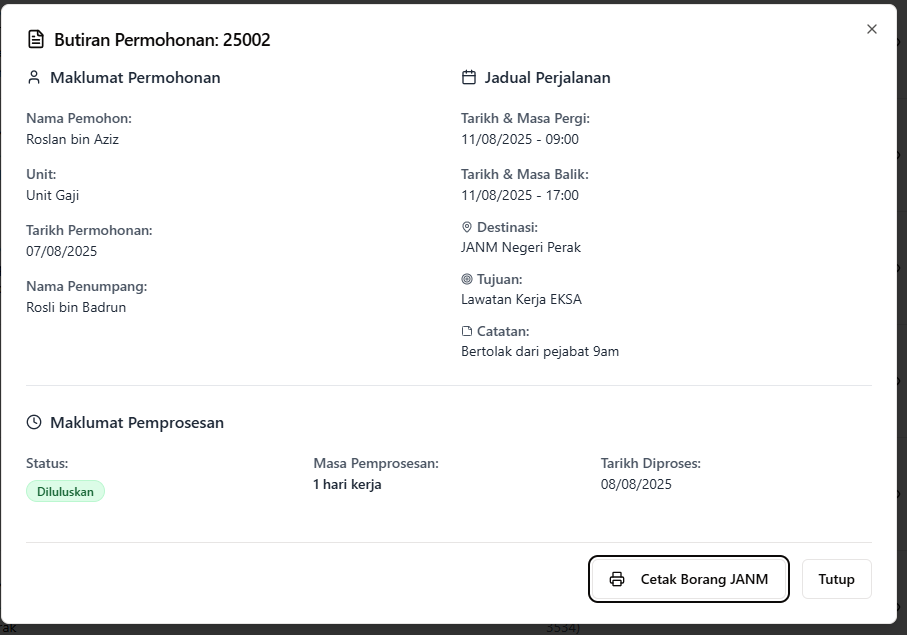 Butiran Permohonan: 25002
Maklumat Permohonan
Nama Pemohon:
Roslan bin Aziz
Unit:
Unit Gaji
Tarikh Permohonan:
07/08/2025
Nama Penumpang:
Rosli bin Badrun
Jadual Perjalanan
Tarikh & Masa Pergi:
11/08/2025 - 09:00
Tarikh & Masa Balik:
11/08/2025 - 17:00
Destinasi:
JANM Negeri Perak
Tujuan:
Lawatan Kerja EKSA
Catatan:
Bertolak dari pejabat 9am
Maklumat Pemprosesan
Status:
Diluluskan
Masa Pemprosesan:
1 hari kerja
Tarikh Diproses:
08/08/2025
Cetak Borang JANM
Tutup